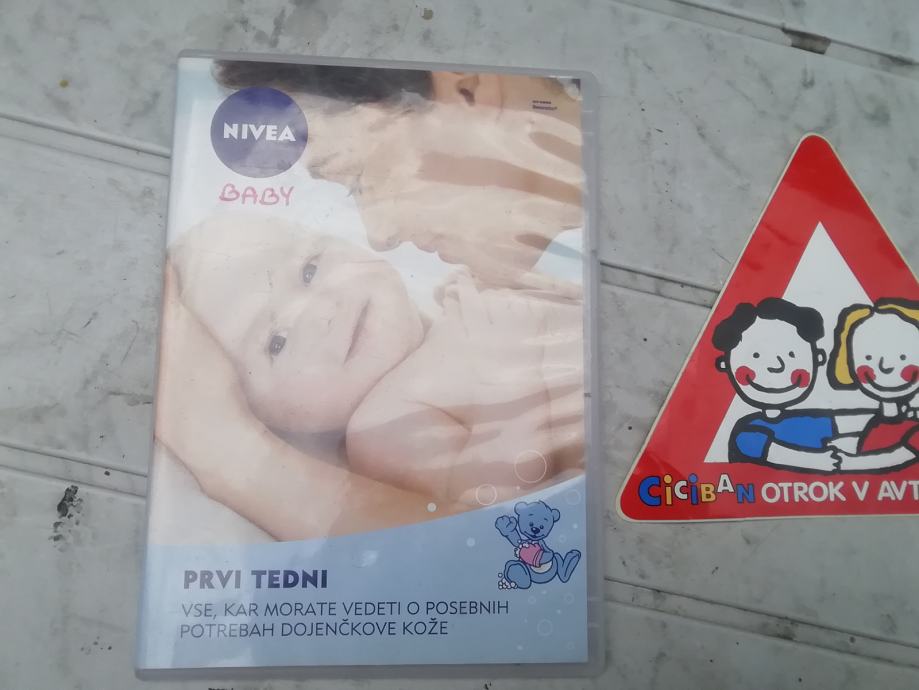 NIVEA
BABY
PRVI TEDNI
VSE, KAR MORATE VEDETI O POSEBNIH
POTREBAH DOJENČKOVE KOŽE
CICIBAN OTROK V AVT